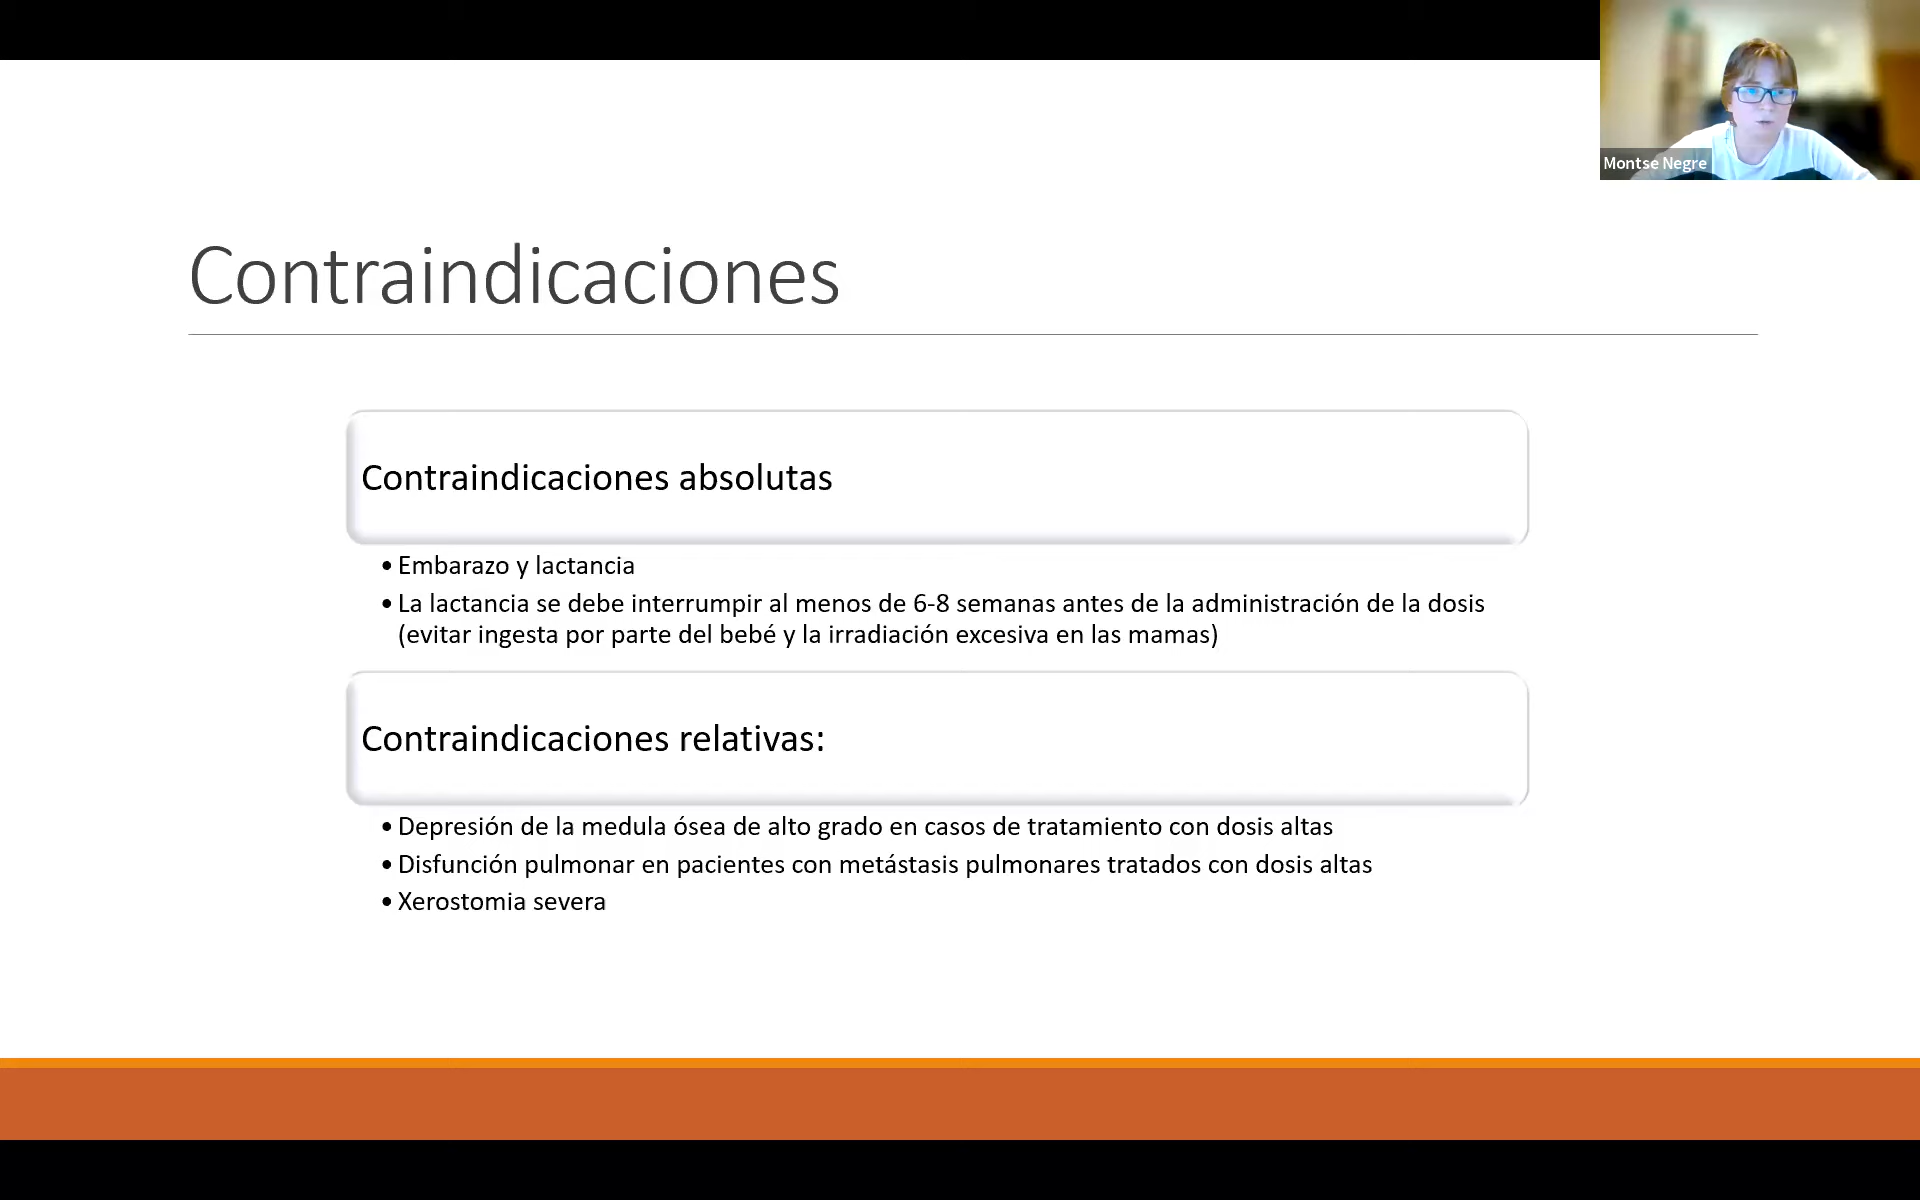 Montse Negre
Contraindicaciones
Contraindicaciones absolutas
• Embarazo y lactancia
• La lactancia se debe interrumpir al menos de 6-8 semanas antes de la administración de la dosis
(evitar ingesta por parte del bebé y la irradiación excesiva en las mamas)
Contraindicaciones relativas:
• Depresión de la medula ósea de alto grado en casos de tratamiento con dosis altas
• Disfunción pulmonar en pacientes con metástasis pulmonares tratados con dosis altas
• Xerostomia severa